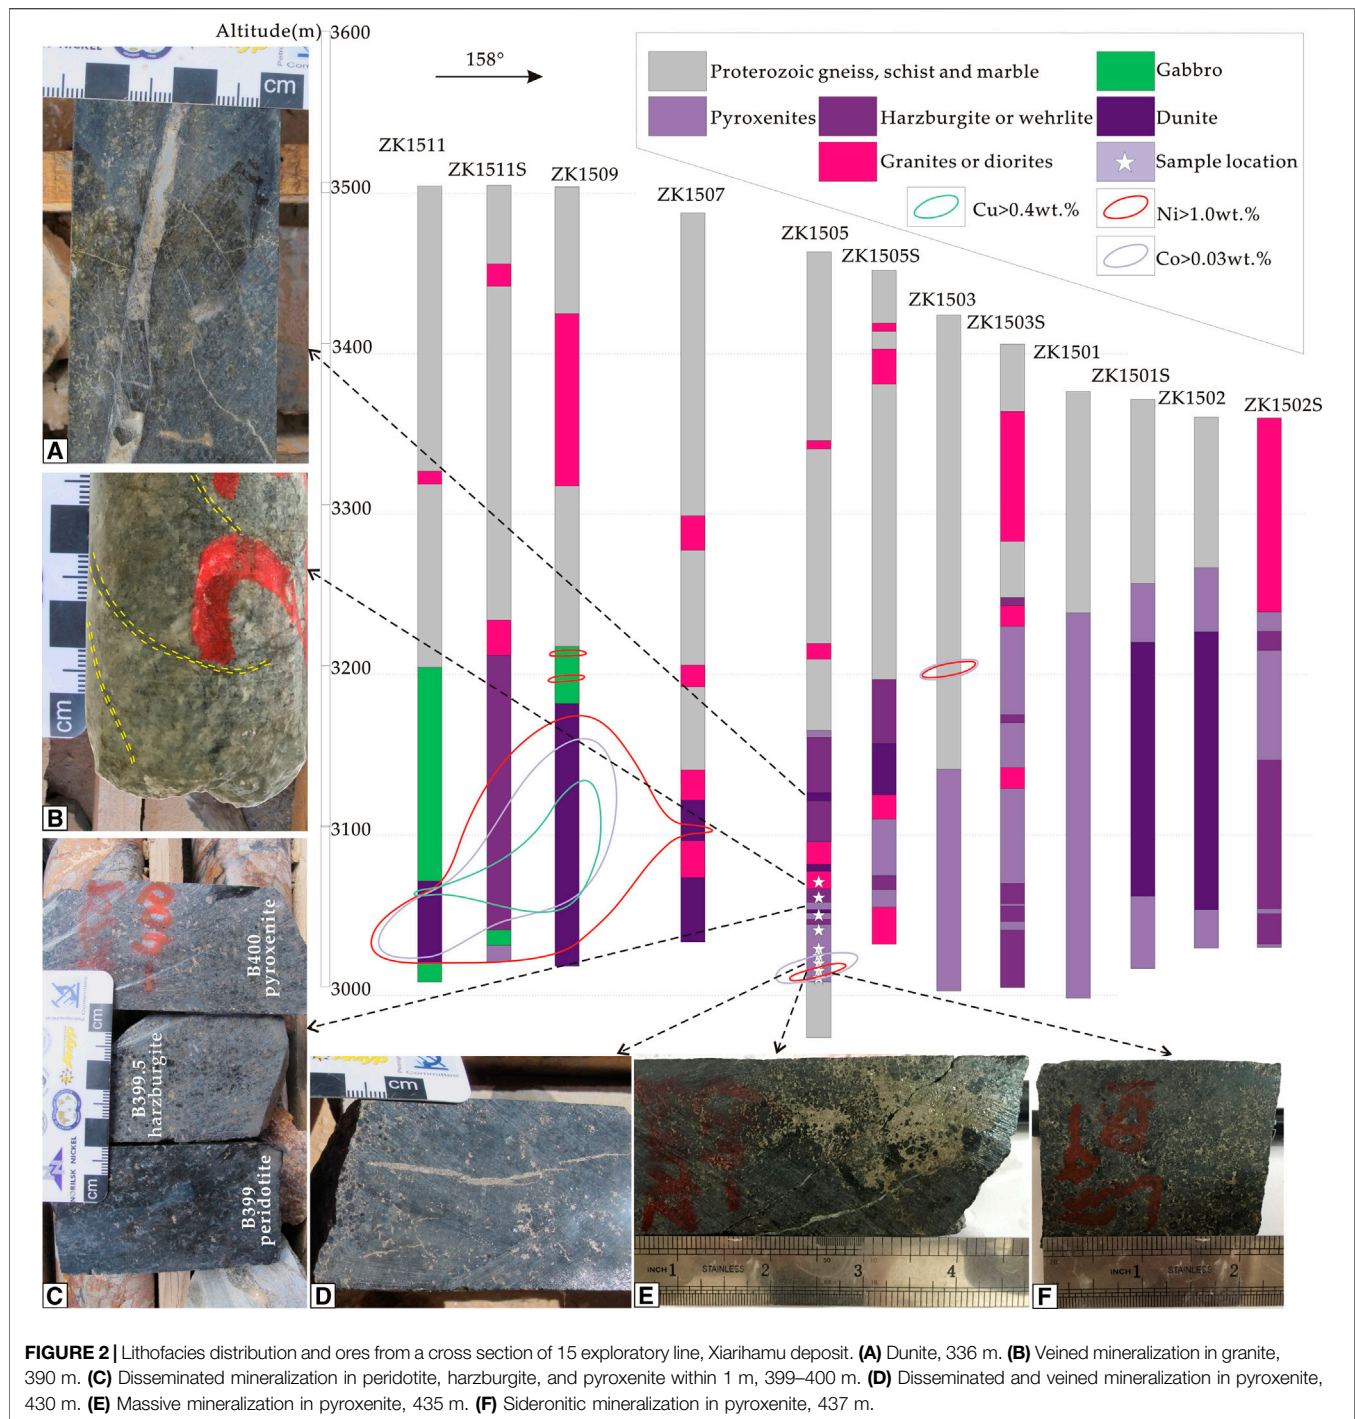 Altitude(m)
3600
158°
Proterozoic gneiss, schist and marble
Gabbro
Pyroxenites
Harzburgite or wehrlite
Dunite
Granites or diorites
Sample location
Cu>0.4wt.%
Ni>1.0wt.%
Co>0.03wt.%
ZK1511
ZK1511S
ZK1509
ZK1507
ZK1505
ZK1505S
ZK1503
ZK1503S
ZK1501
ZK1501S
ZK1502
ZK1502S
3500
3400
3300
3200
3100
3000
NICKEL
cm
A
cm
B
B400
pyroxenite
B399.5
harzburgite
B399
peridotite
cm
cm
NORILSK NICKEL
C
Committee
cm
D
INCH 1
STAINLESS
2
3
4
E
INCH 1
STAINLESS
2
F
FIGURE 2 | Lithofacies distribution and ores from a cross section of 15 exploratory line, Xiarihamu deposit. (A) Dunite, 336 m. (B) Veined mineralization in granite,
390 m. (C) Disseminated mineralization in peridotite, harzburgite, and pyroxenite within 1 m, 399–400 m. (D) Disseminated and veined mineralization in pyroxenite,
430 m. (E) Massive mineralization in pyroxenite, 435 m. (F) Sideronitic mineralization in pyroxenite, 437 m.